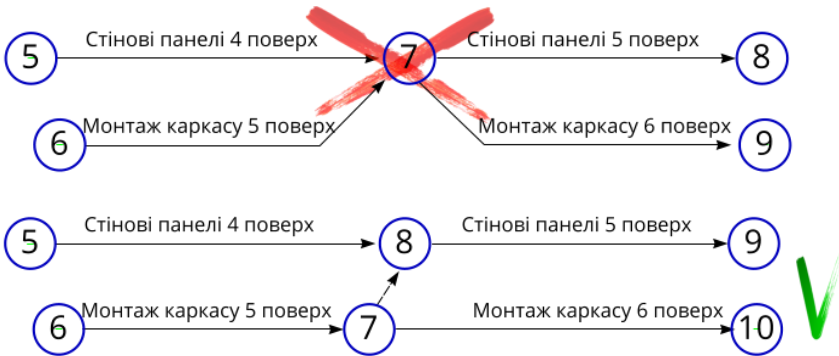 Стінові панелі 4 поверх Стінові панелі 5 поверх
5 7 8
Монтаж каркасу 5 поверх Монтаж каркасу 6 поверх
6 9
Стінові панелі 4 поверх Стінові панелі 5 поверх
5 8 9
Монтаж каркасу 5 поверх Монтаж каркасу 6 поверх
6 7 10